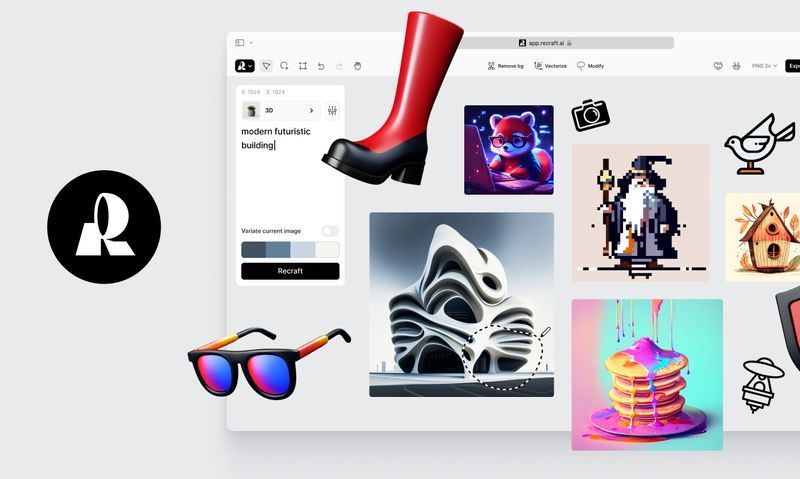 app.recraft.ai
Remove bg
Vectorize
Modify
PNG 2x
Expo
X: 1024 X: 1024
3D
modern futuristic
building
Variate current image
Recraft